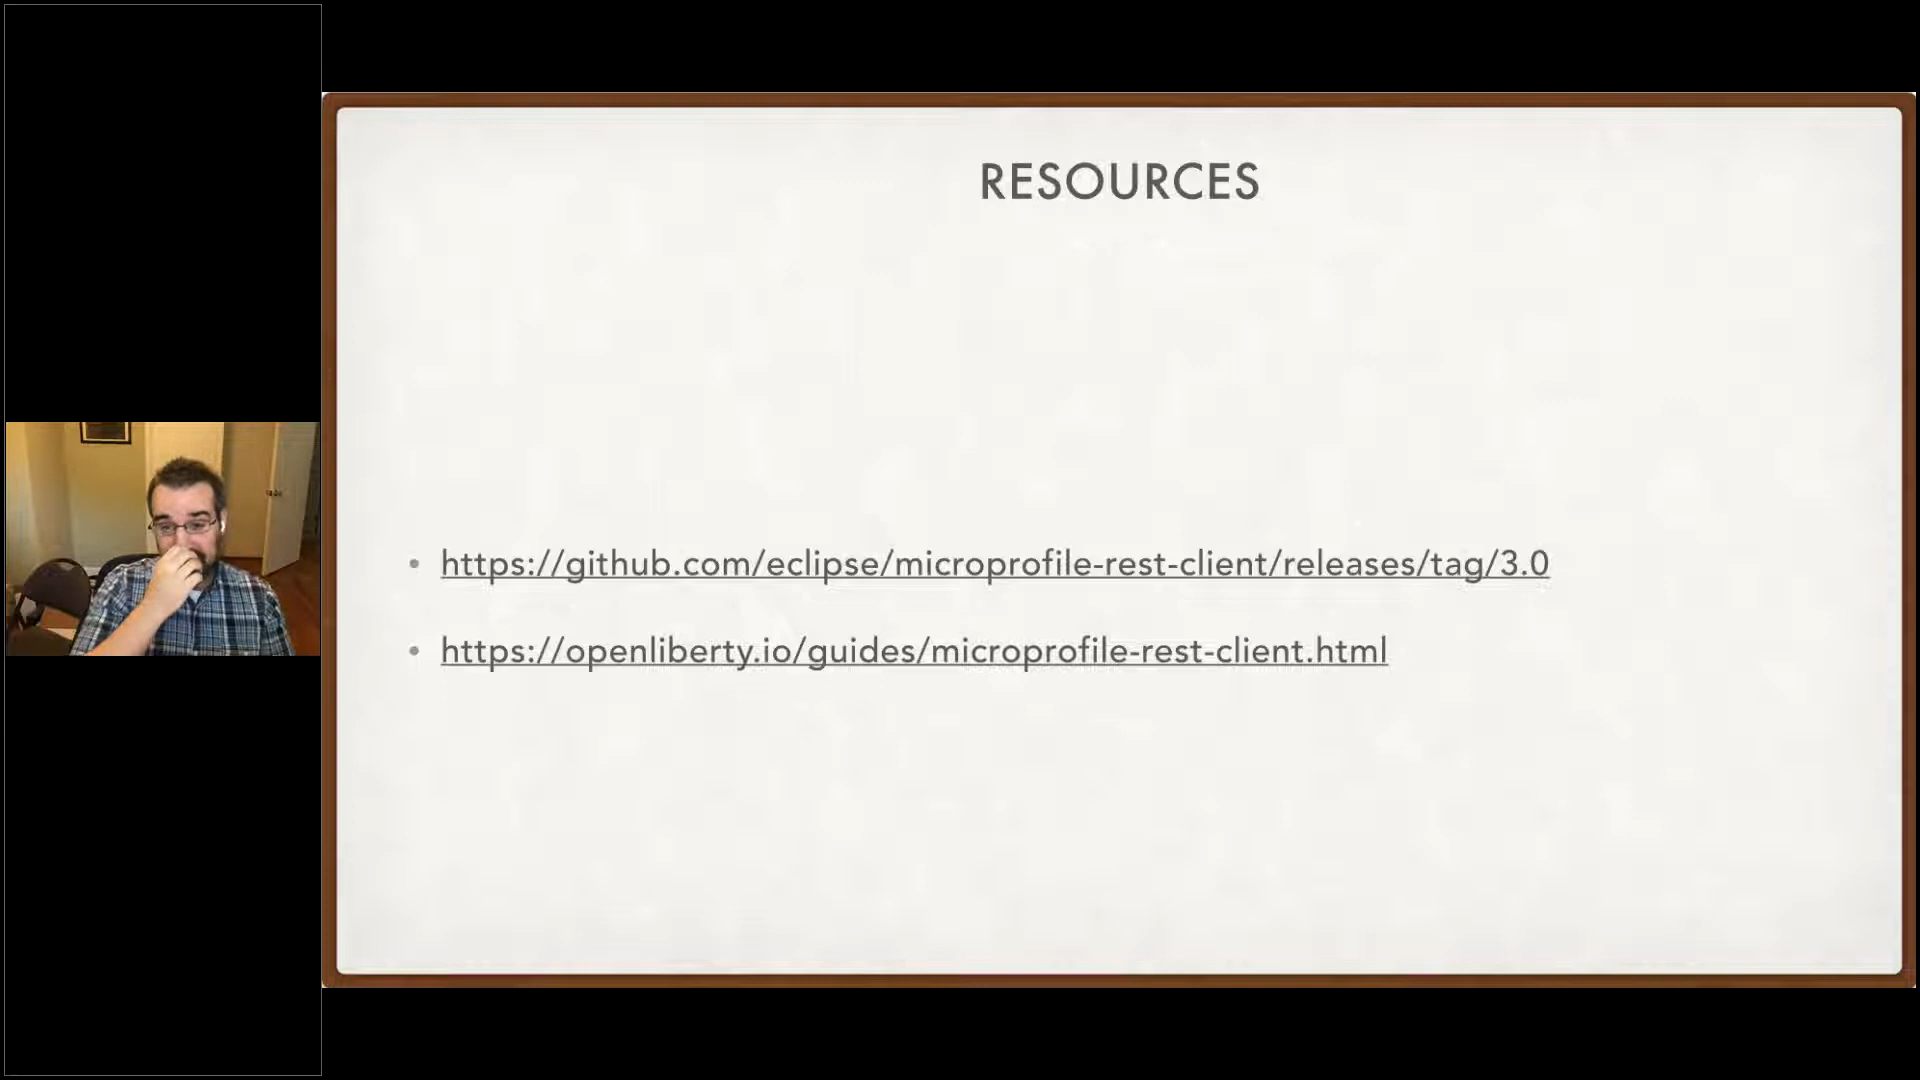 RESOURCES
• https://github.com/eclipse/microprofile-rest-client/releases/tag/3.0
• https://openliberty.io/guides/microprofile-rest-client.html